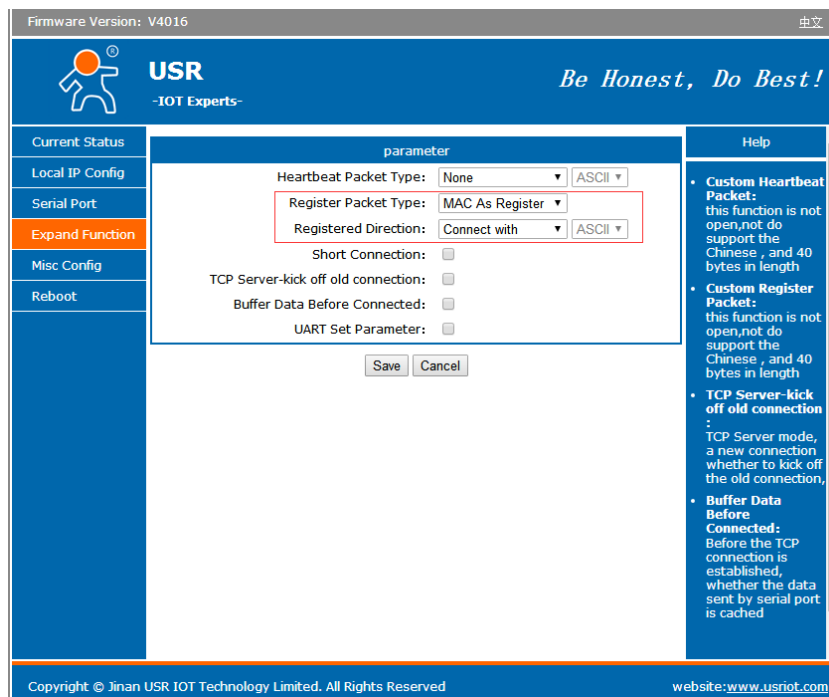 Firmware Version: V4016 中文
®
USR
-IOT Experts-
Be Honest, Do Best!
Current Status
Local IP Config
Serial Port
Expand Function
Misc Config
Reboot
parameter
Heartbeat Packet Type: None ASCII
Register Packet Type: MAC As Register
Registered Direction: Connect with ASCII
Short Connection:
TCP Server-kick off old connection:
Buffer Data Before Connected:
UART Set Parameter:
Save Cancel
Help
• Custom Heartbeat
Packet:
this function is not
open,not do
support the
Chinese , and 40
bytes in length
• Custom Register
Packet:
this function is not
open,not do
support the
Chinese , and 40
bytes in length
• TCP Server-kick
off old connection
:
TCP Server mode,
a new connection
whether to kick off
the old connection,
• Buffer Data
Before
Connected:
Before the TCP
connection is
established,
whether the data
sent by serial port
is cached
Copyright © Jinan USR IOT Technology Limited. All Rights Reserved website:www.usriot.com